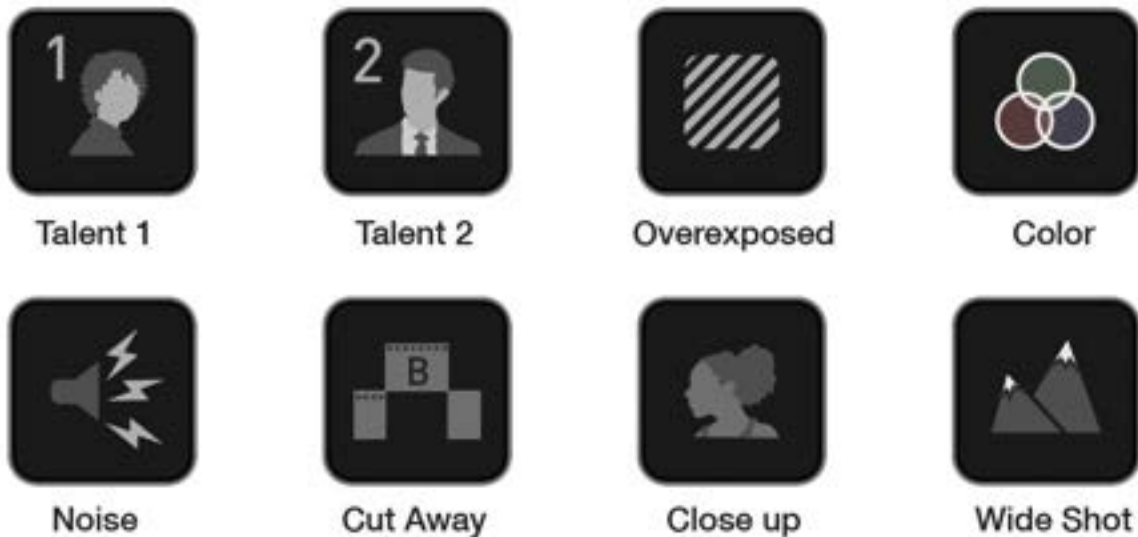 1
2
Talent 1
Talent 2
Overexposed
Color
B
Noise
Cut Away
Close up
Wide Shot